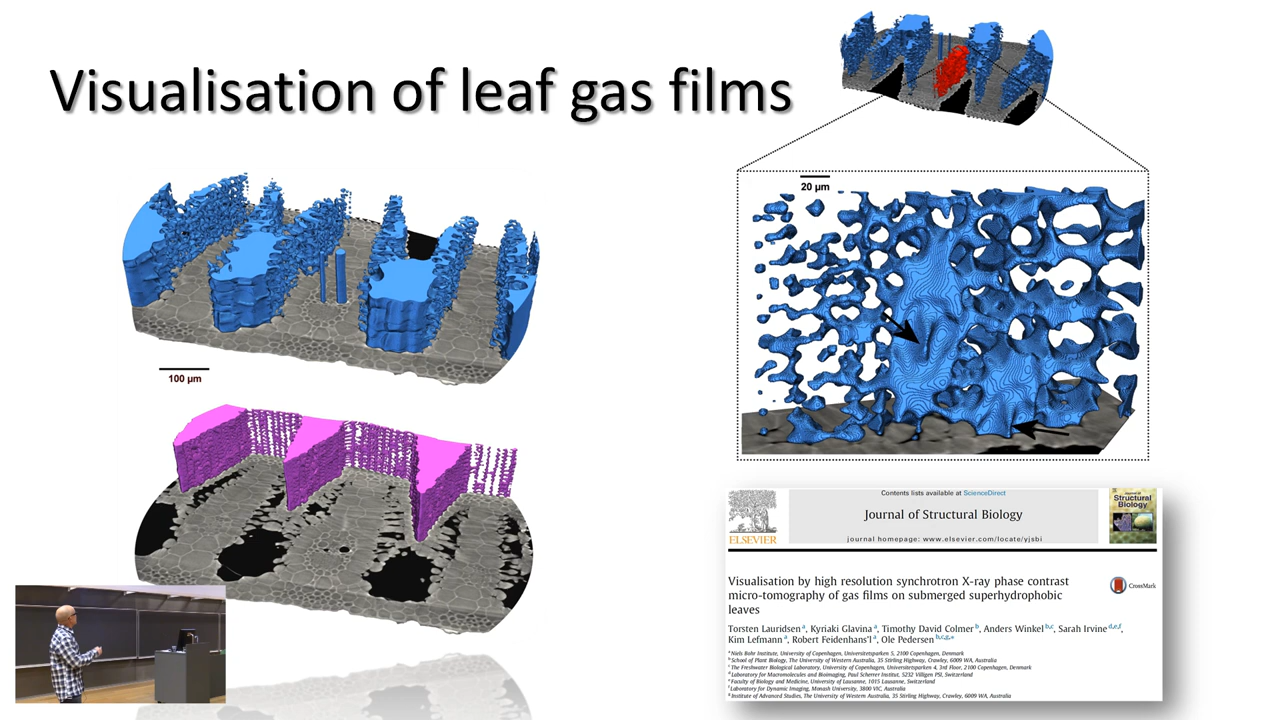 Visualisation of leaf gas films
100 µm
20 µm
Contents lists available at ScienceDirect
Journal of Structural Biology
journal homepage: www.elsevier.com/locate/yjsbi
ELSEVIER
Journal of
Structural
Biology
Visualisation by high resolution synchrotron X-ray phase contrast
micro-tomography of gas films on submerged superhydrophobic
leaves
CrossMark
Torsten Lauridsen a, Kyriaki Glavina a, Timothy David Colmer b, Anders Winkel b,c, Sarah Irvine d,e,f,
Kim Lefmann a, Robert Feidenhans'l a, Ole Pedersen b,c,g,*
a Niels Bohr Institute, University of Copenhagen, Universitetsparken 5, 2100 Copenhagen, Denmark
b School of Plant Biology, The University of Western Australia, 35 Stirling Highway, Crawley, 6009 WA, Australia
c The Freshwater Biological Laboratory, University of Copenhagen, Universitetsparken 4, 3rd Floor, 2100 Copenhagen, Denmark
d Laboratory for Macromolecules and Bioimaging, Paul Scherrer Institut, 5232 Villigen PSI, Switzerland
e Faculty of Biology and Medicine, University of Lausanne, 1015 Lausanne, Switzerland
f Laboratory for Dynamic Imaging, Monash University, 3800 VIC, Australia
g Institute of Advanced Studies, The University of Western Australia, 35 Stirling Highway, Crawley, 6009 WA, Australia